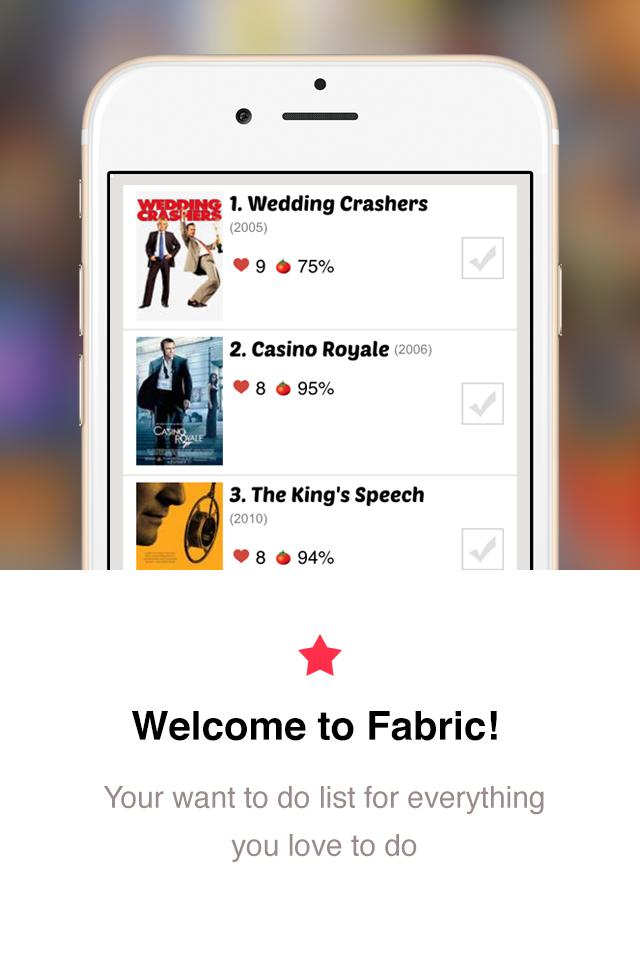 WEDDING
CRASHERS
1. Wedding Crashers
(2005)
9 75%
2. Casino Royale (2006)
8 95%
CASINO
ROYALE
3. The King's Speech
(2010)
8 94%
Welcome to Fabric!
Your want to do list for everything
you love to do